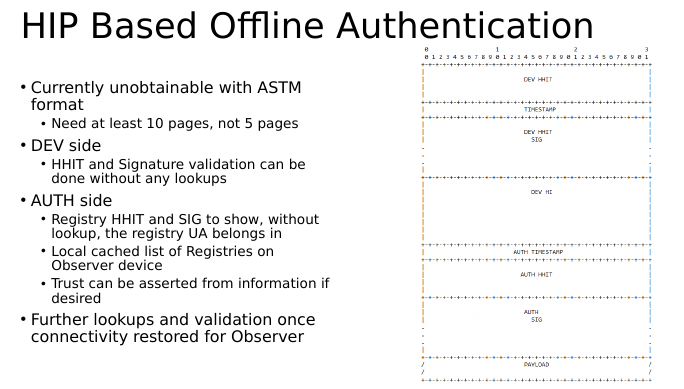 HIP Based Offline Authentication
• Currently unobtainable with ASTM
format
• Need at least 10 pages, not 5 pages
• DEV side
• HHIT and Signature validation can be
done without any lookups
• AUTH side
• Registry HHIT and SIG to show, without
lookup, the registry UA belongs in
• Local cached list of Registries on
Observer device
• Trust can be asserted from information if
desired
• Further lookups and validation once
connectivity restored for Observer
0 1 2 3
0 1 2 3 4 5 6 7 8 9 0 1 2 3 4 5 6 7 8 9 0 1 2 3 4 5 6 7 8 9 0 1
DEV HHIT
TIMESTAMP
DEV HHIT
SIG
DEV HI
AUTH TIMESTAMP
AUTH HHIT
AUTH
SIG
PAYLOAD